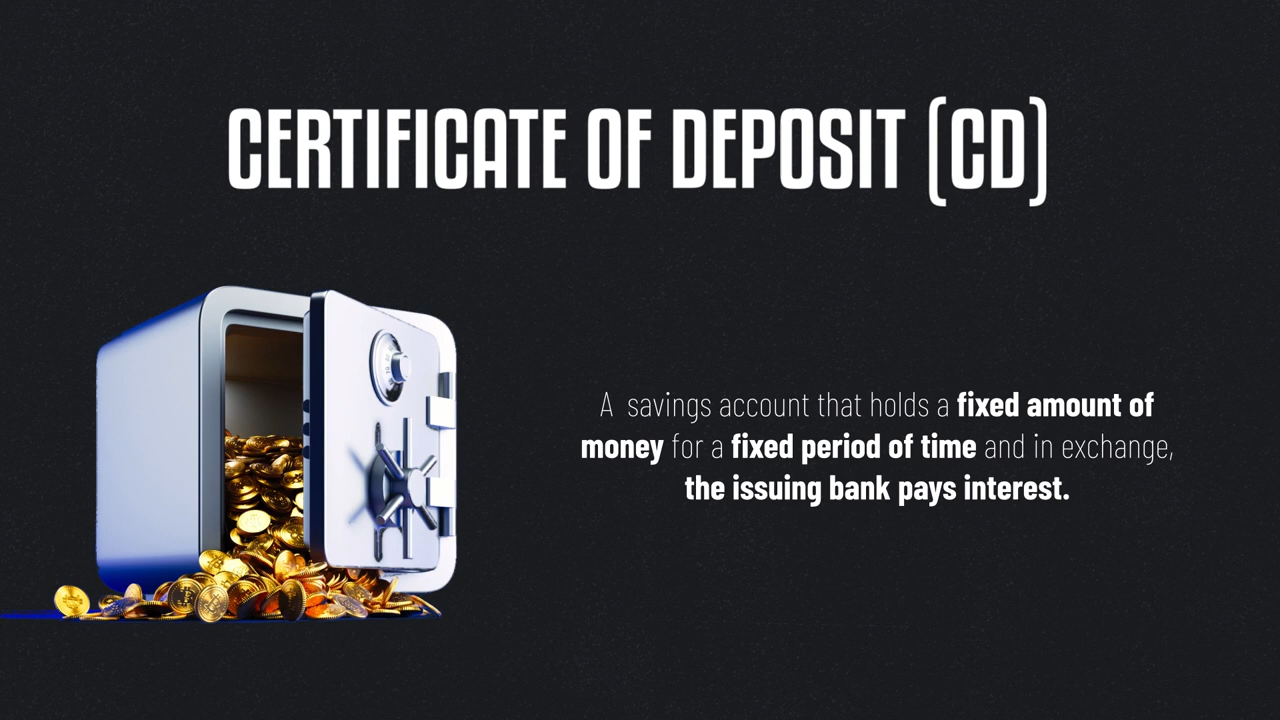 CERTIFICATE OF DEPOSIT (CD)
A savings account that holds a fixed amount of
money for a fixed period of time and in exchange,
the issuing bank pays interest.